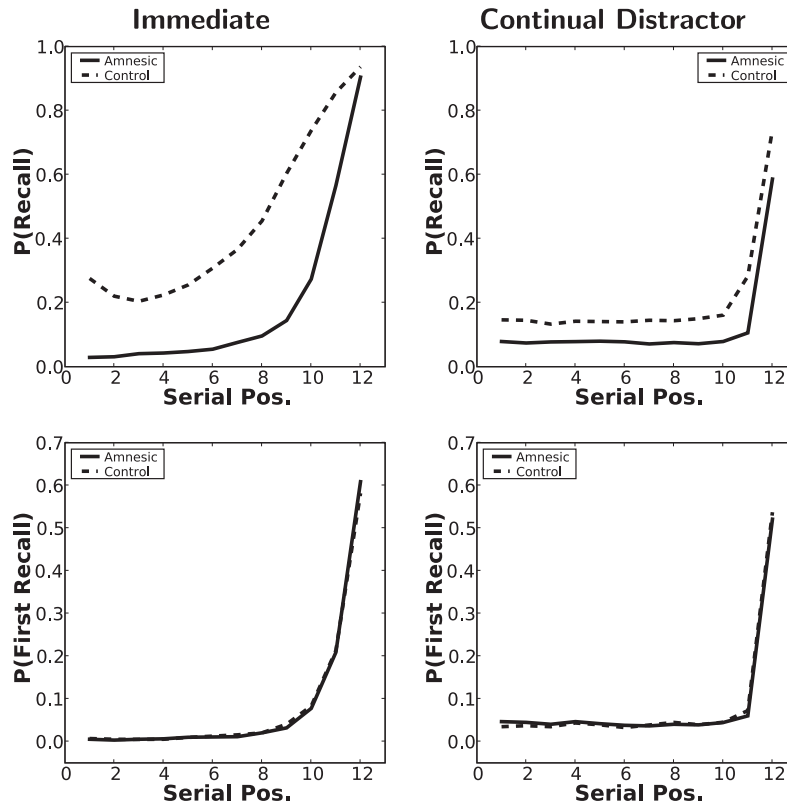 Immediate
Continual Distractor
1.0
0.8
0.6
0.4
0.2
0.0
P(Recall)
Amnesic
Control
0 2 4 6 8 10 12
Serial Pos.
1.0
0.8
0.6
0.4
0.2
0.0
P(Recall)
Amnesic
Control
0 2 4 6 8 10 12
Serial Pos.
0.7
0.6
0.5
0.4
0.3
0.2
0.1
0.0
P(First Recall)
Amnesic
Control
0 2 4 6 8 10 12
Serial Pos.
0.7
0.6
0.5
0.4
0.3
0.2
0.1
0.0
P(First Recall)
Amnesic
Control
0 2 4 6 8 10 12
Serial Pos.